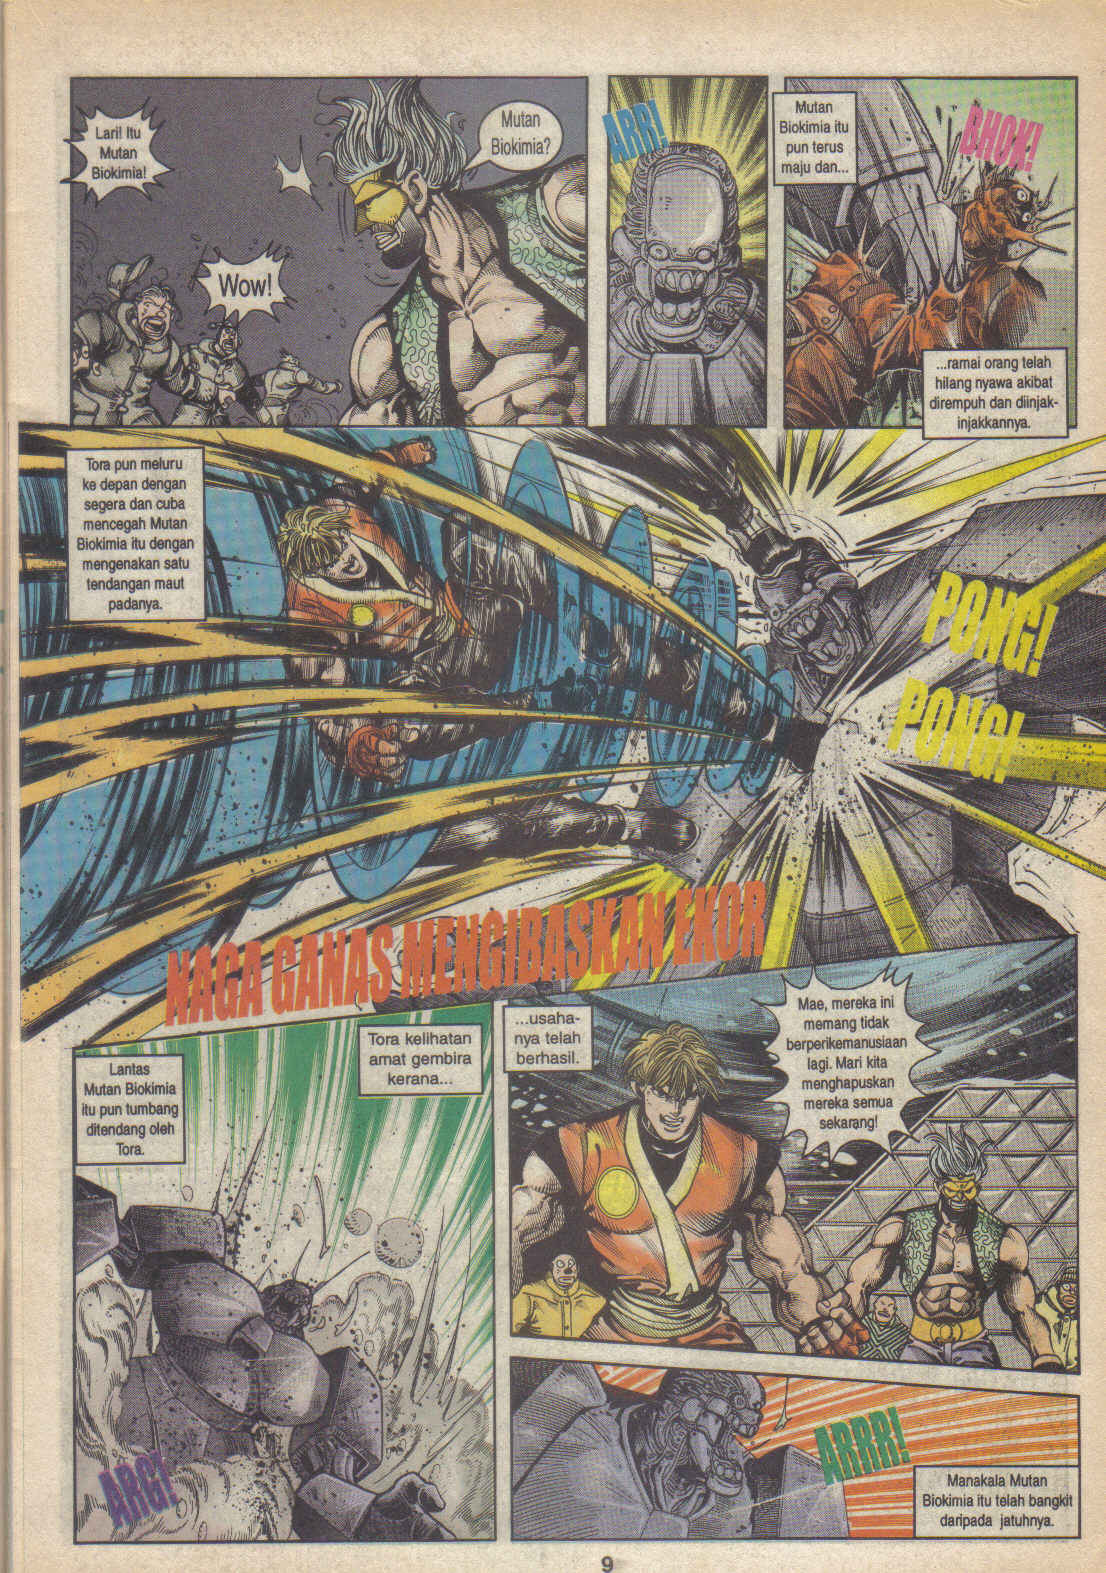 Lari! Itu
Mutan
Biokimia!
Wow!
Mutan
Biokimia?
ARR!
Mutan
Biokimia itu
pun terus
maju dan...
BHOK!
...ramai orang telah
hilang nyawa akibat
dirempuh dan diinjak-
injakkannya.
Tora pun meluru
ke depan dengan
segera dan cuba
mencegah Mutan
Biokimia itu dengan
mengenakan satu
tendangan maut
padanya.
PONG!
PONG!
NAGA GANAS MENGIBASKAN EKOR
Lantas
Mutan Biokimia
itu pun tumbang
ditendang oleh
Tora.
Tora kelihatan
amat gembira
kerana...
ARG!
...usaha-
nya telah
berhasil.
Mae, mereka ini
memang tidak
berperikemanusiaan
lagi. Mari kita
menghapuskan
mereka semua
sekarang!
ARRR!
Manakala Mutan
Biokimia itu telah bangkit
daripada jatuhnya.
9